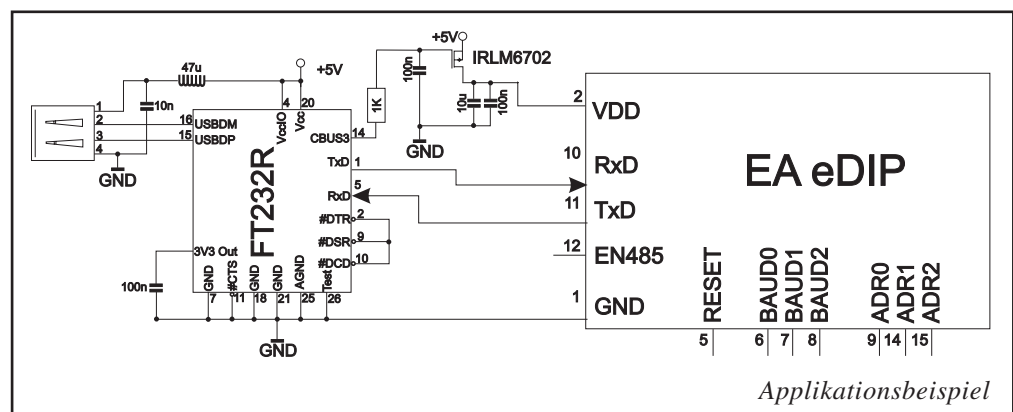 +5V
IRLM6702
47u
+5V
100n
10u
100n
1K
10n
1
2
3
4
GND
4
20
VccIO
Vcc
16
USBDM
15
USBDP
CBUS3
14
GND
TxD
1
5
RxD
#DTR
2
#DSR
9
#DCD
10
FT232R
3V3 Out
100n
GND
#CTS
GND
GND
AGND
Test
7
11
18
21
25
26
GND
2
VDD
10
RxD
11
TxD
12
EN485
1
GND
EA eDIP
RESET
BAUD0
BAUD1
BAUD2
ADR0
ADR1
ADR2
5
6
7
8
9
14
15
Applikationsbeispiel